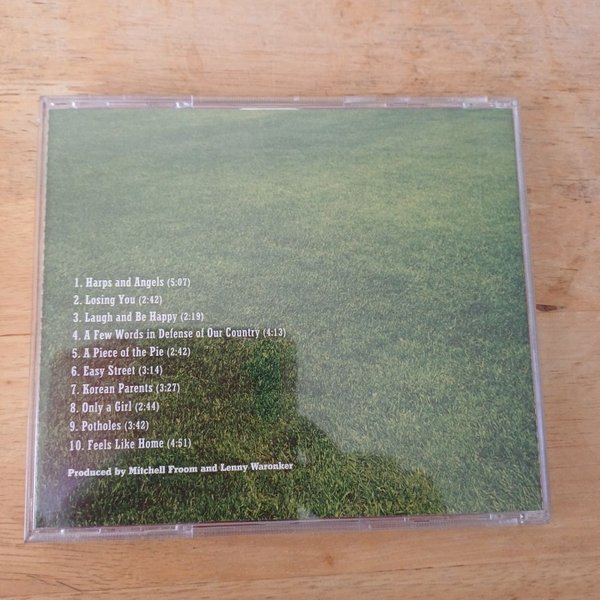 1. Harps and Angels (5:07)
2. Losing You (2:42)
3. Laugh and Be Happy (2:19)
4. A Few Words in Defense of Our Country (4:13)
5. A Piece of the Pie (2:42)
6. Easy Street (3:14)
7. Korean Parents (3:27)
8. Only a Girl (2:44)
9. Potholes (3:42)
10. Feels Like Home (4:51)
Produced by Mitchell Froom and Lenny Waronker